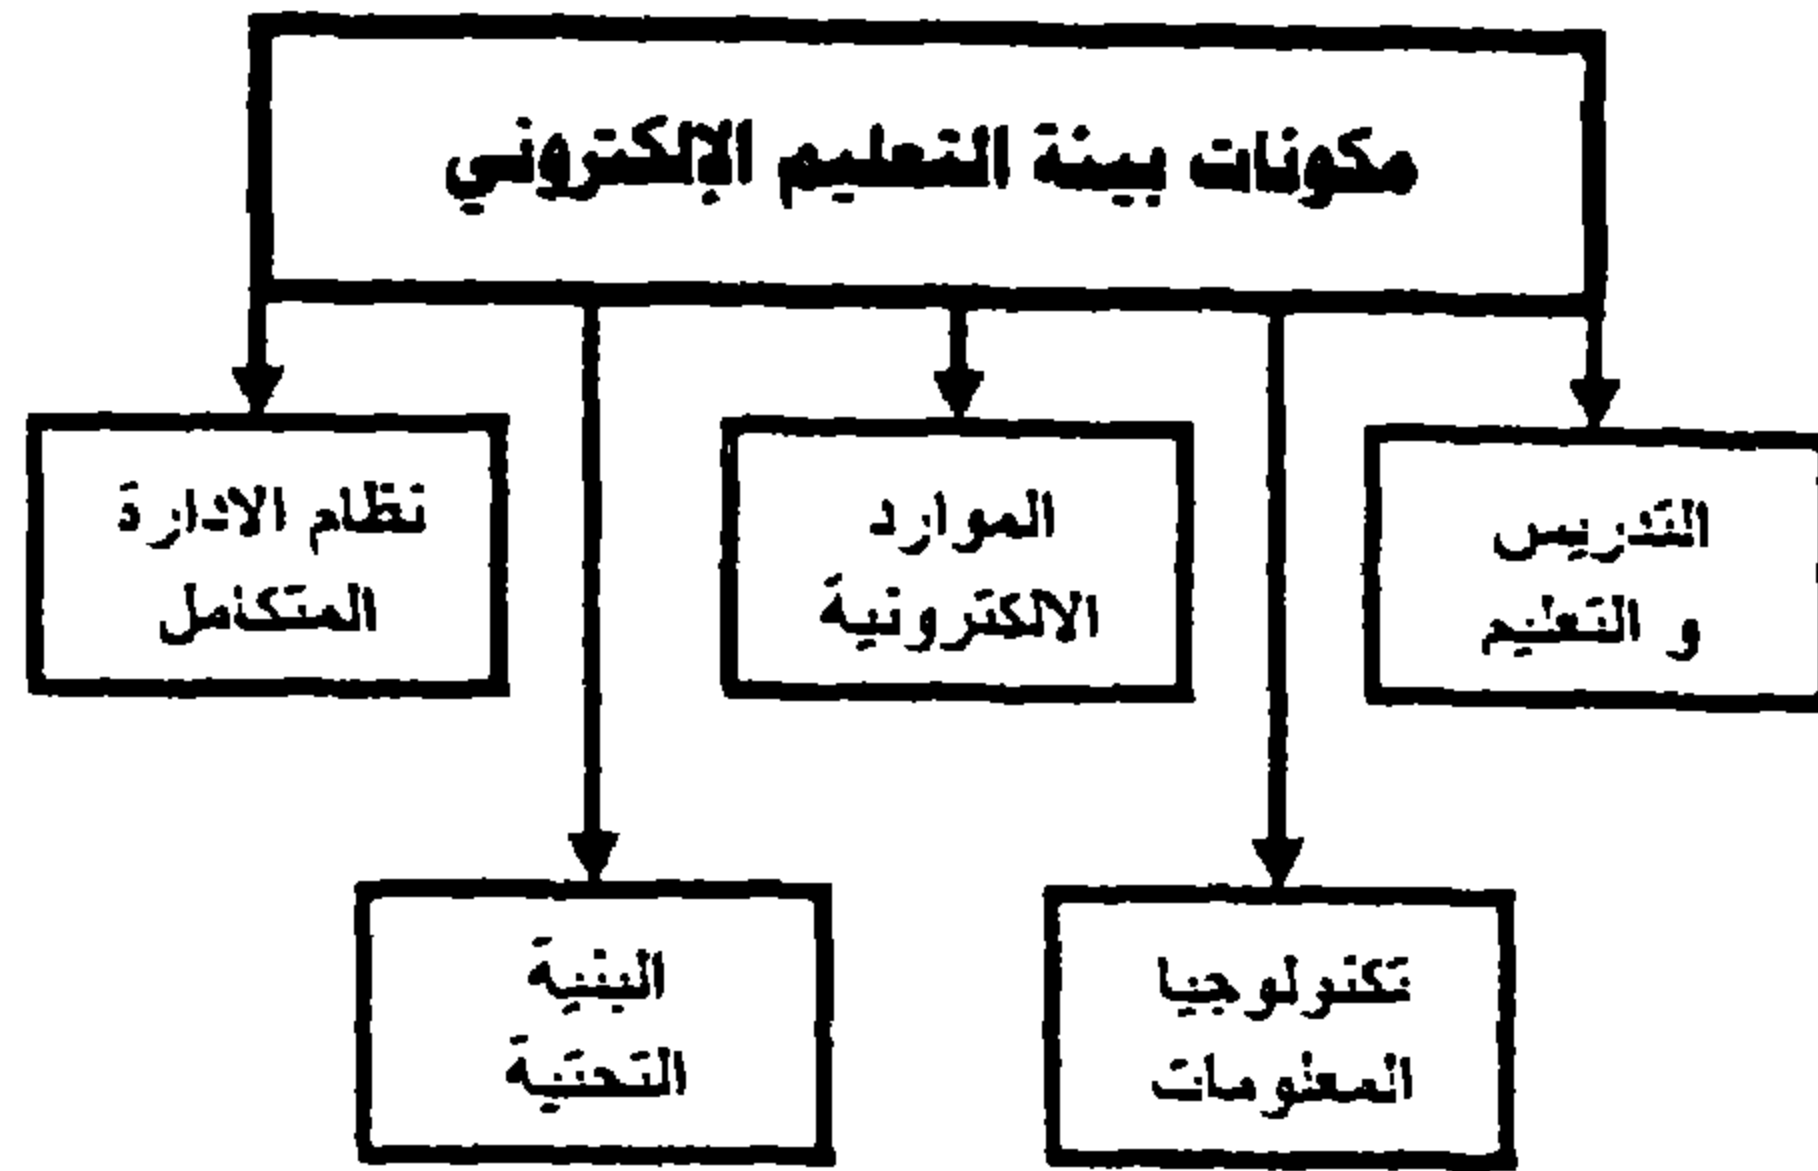 مكونات بيئة التعليم الإلكتروني
التدريس
و التعليم
الموارد
الالكترونية
نظام الادارة
المتكامل
تكنولوجيا
المعلومات
البنية
التحتية